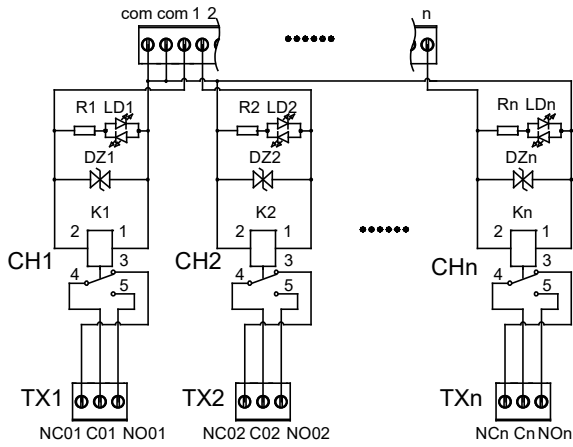 com com 1 2 n
R1 LD1 R2 LD2 Rn LDn
DZ1 DZ2 DZn
K1 K2 Kn
2 1 2 1 2 1
CH1 CH2 CHn
3 3 3
4 4 4
5 5 5
TX1 TX2 TXn
NC01 C01 NO01 NC02 C02 NO02 NCn Cn NOn